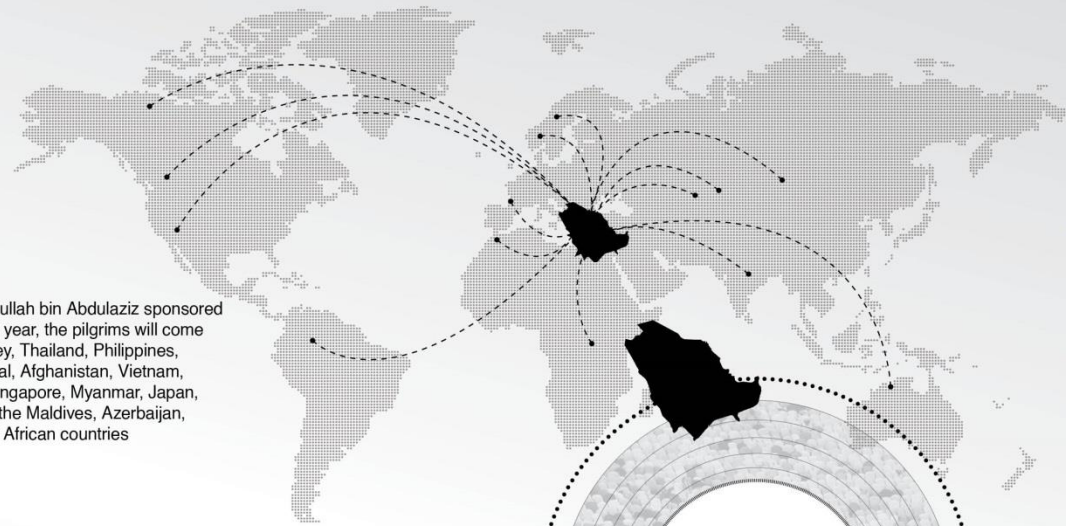 ullah bin Abdulaziz sponsored
year, the pilgrims will come
ey, Thailand, Philippines,
al, Afghanistan, Vietnam,
ngapore, Myanmar, Japan,
the Maldives, Azerbaijan,
African countries